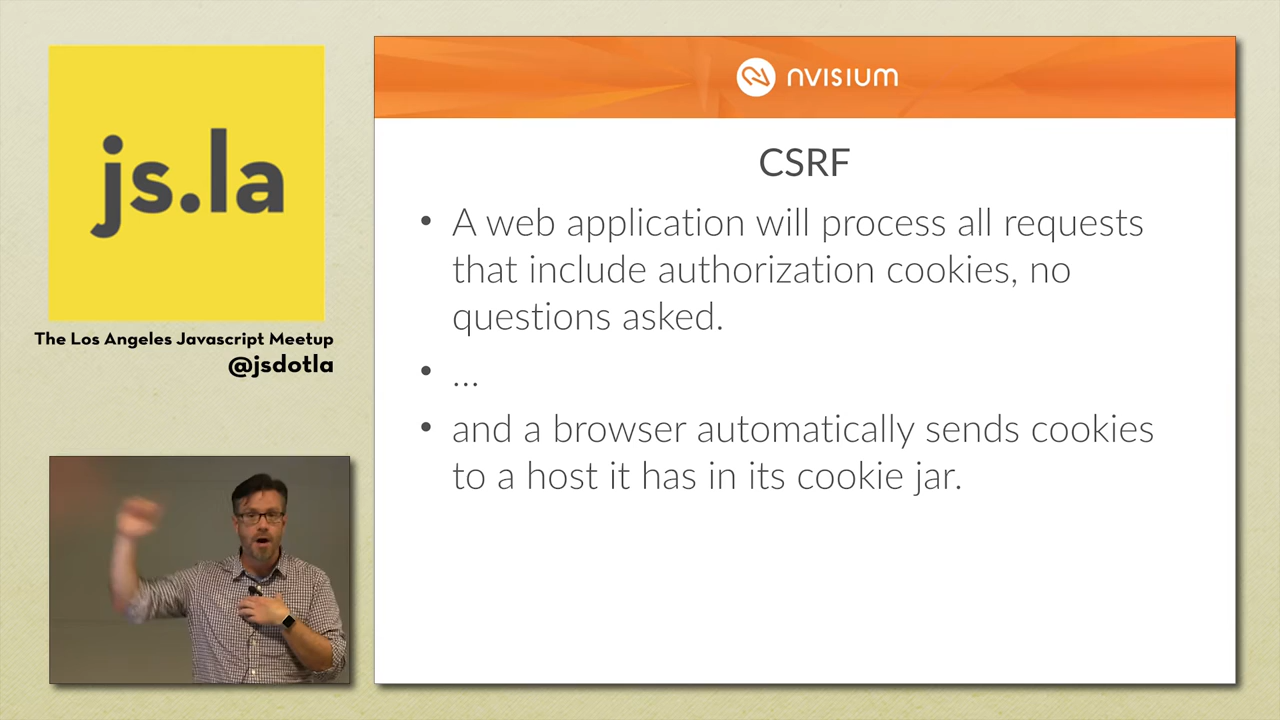 js.la
The Los Angeles Javascript Meetup
@jsdotla
nVISIUM
CSRF
• A web application will process all requests
that include authorization cookies, no
questions asked.
• ...
• and a browser automatically sends cookies
to a host it has in its cookie jar.